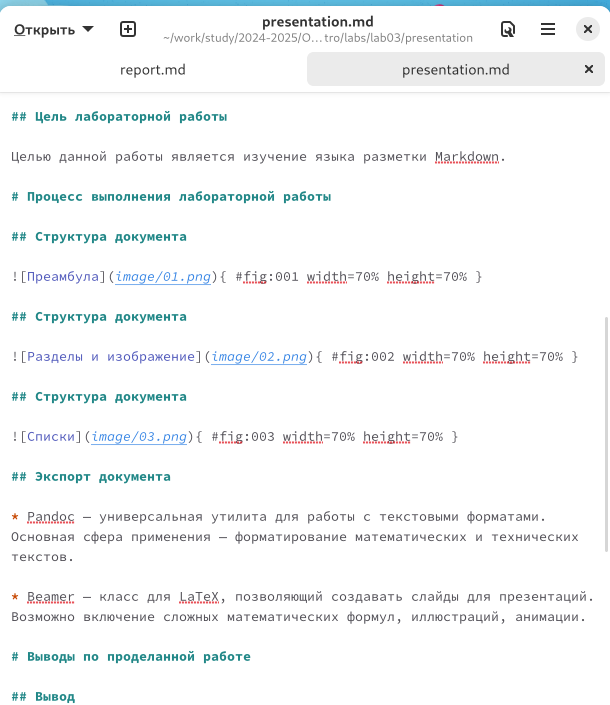 Открыть
presentation.md
~/work/study/2024-2025/О…tro/labs/lab03/presentation
report.md
presentation.md
## Цель лабораторной работы
Целью данной работы является изучение языка разметки Markdown.
# Процесс выполнения лабораторной работы
## Структура документа
![Преамбула](image/01.png){ #fig:001 width=70% height=70% }
## Структура документа
![Разделы и изображение](image/02.png){ #fig:002 width=70% height=70% }
## Структура документа
![Списки](image/03.png){ #fig:003 width=70% height=70% }
## Экспорт документа
* Pandoc — универсальная утилита для работы с текстовыми форматами.
Основная сфера применения — форматирование математических и технических
текстов.
* Beamer — класс для LaTeX, позволяющий создавать слайды для презентаций.
Возможно включение сложных математических формул, иллюстраций, анимации.
# Выводы по проделанной работе
## Вывод